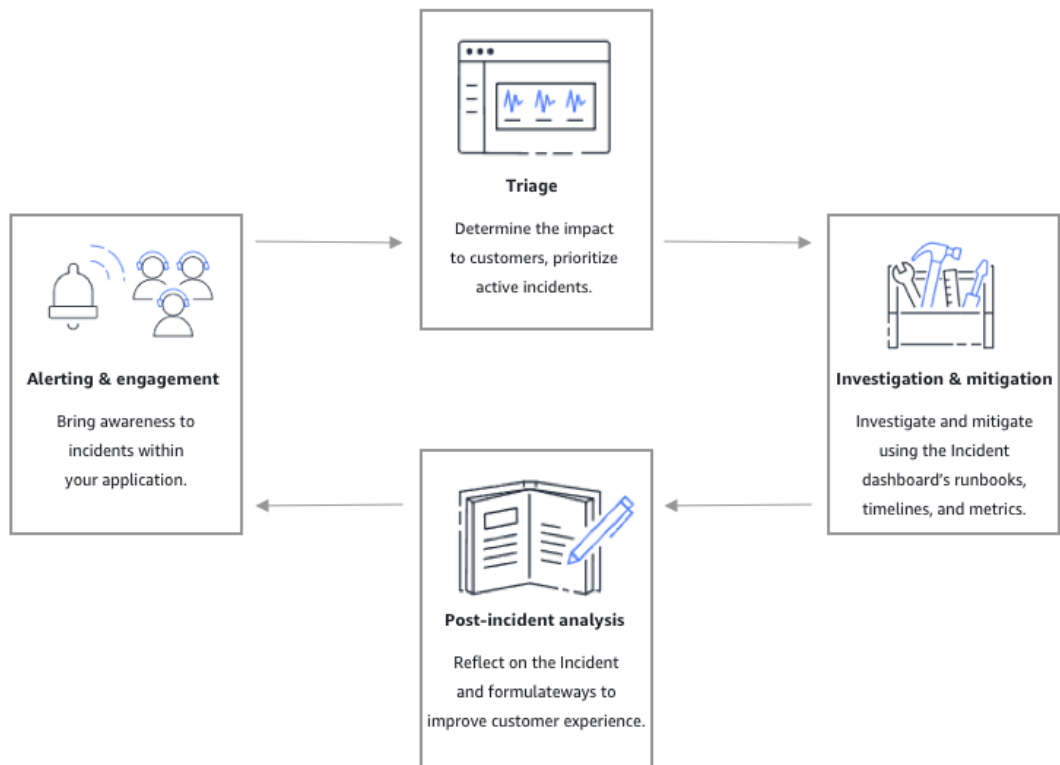 Triage
Determine the impact
to customers, prioritize
active incidents.
Alerting & engagement
Bring awareness to
incidents within
your application.
Investigation & mitigation
Investigate and mitigate
using the Incident
dashboard's runbooks,
timelines, and metrics.
Post-incident analysis
Reflect on the Incident
and formulateways to
improve customer experience.